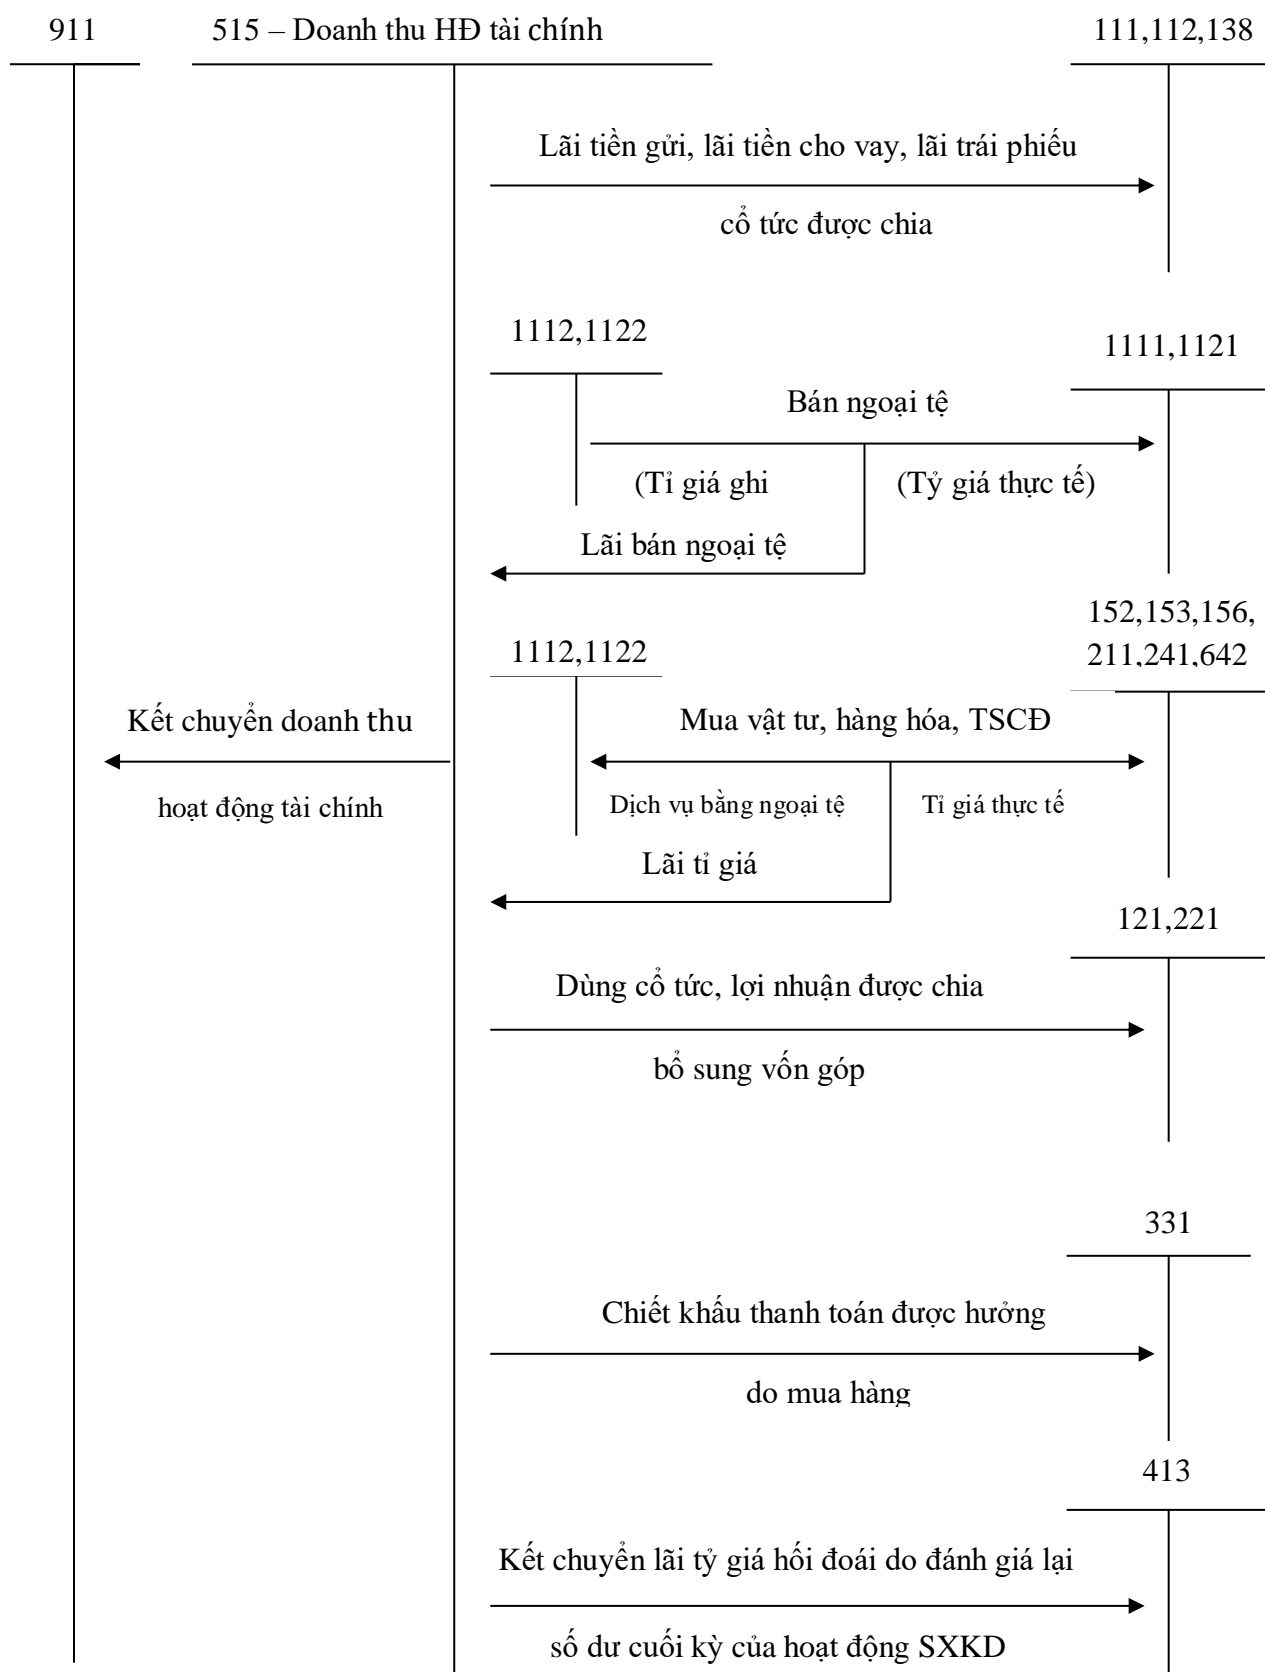 911
515 – Doanh thu HĐ tài chính
111,112,138
Lãi tiền gửi, lãi tiền cho vay, lãi trái phiếu
cổ tức được chia
1112,1122
1111,1121
Bán ngoại tệ
(Tỉ giá ghi
(Tỷ giá thực tế)
Lãi bán ngoại tệ
152,153,156,
211,241,642
1112,1122
Kết chuyển doanh thu
hoạt động tài chính
Mua vật tư, hàng hóa, TSCĐ
Dịch vụ bằng ngoại tệ
Tỉ giá thực tế
Lãi tỉ giá
121,221
Dùng cổ tức, lợi nhuận được chia
bổ sung vốn góp
331
Chiết khấu thanh toán được hưởng
do mua hàng
413
Kết chuyển lãi tỷ giá hối đoái do đánh giá lại
số dư cuối kỳ của hoạt động SXKD